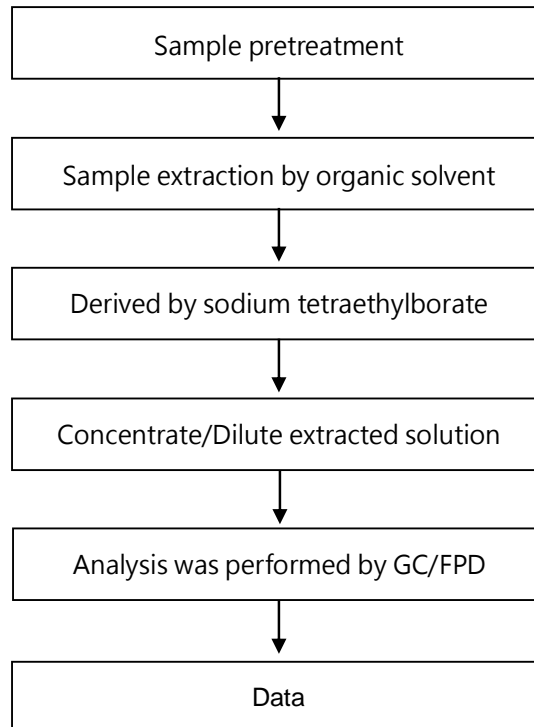 Sample pretreatment
Sample extraction by organic solvent
Derived by sodium tetraethylborate
Concentrate/Dilute extracted solution
Analysis was performed by GC/FPD
Data